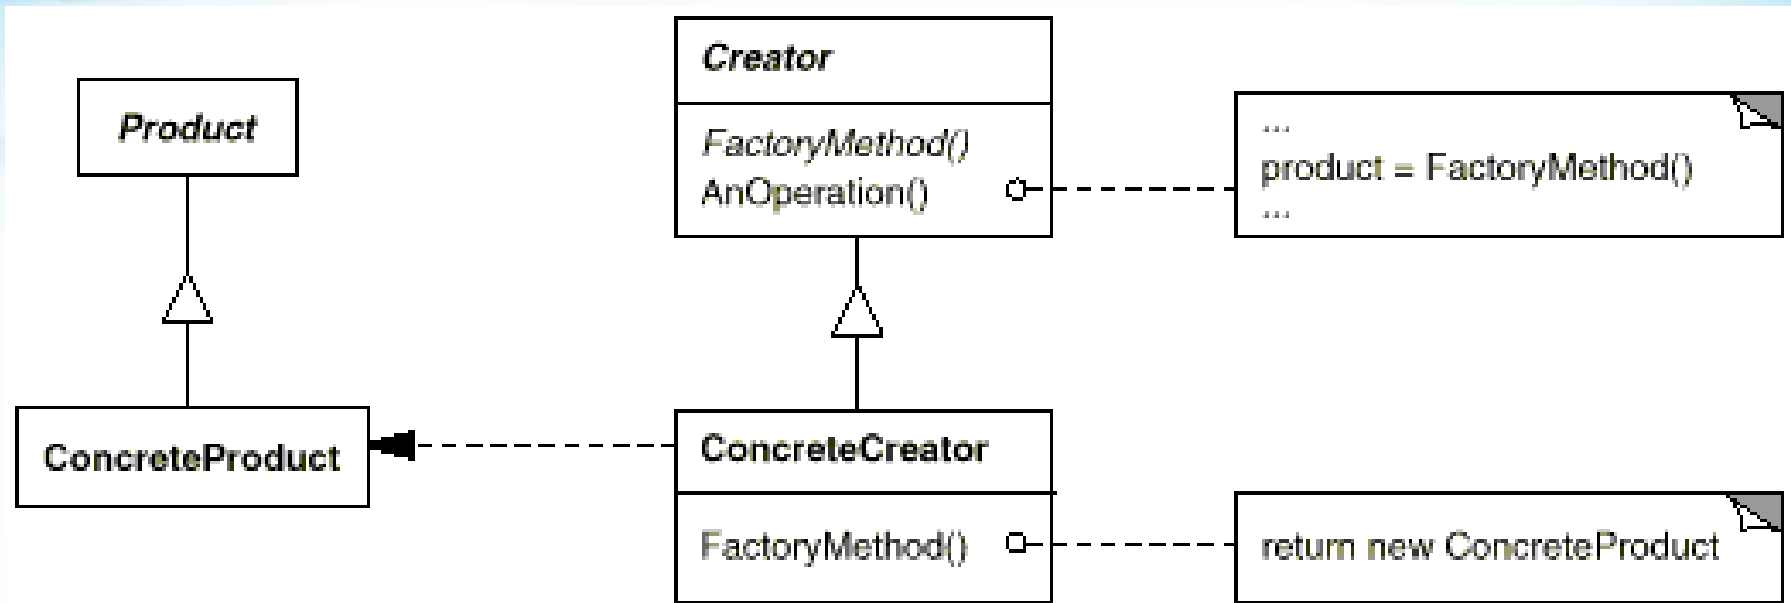 Product
ConcreteProduct
Creator
FactoryMethod()
AnOperation()
...
product = FactoryMethod()
...
ConcreteCreator
FactoryMethod()
return new ConcreteProduct